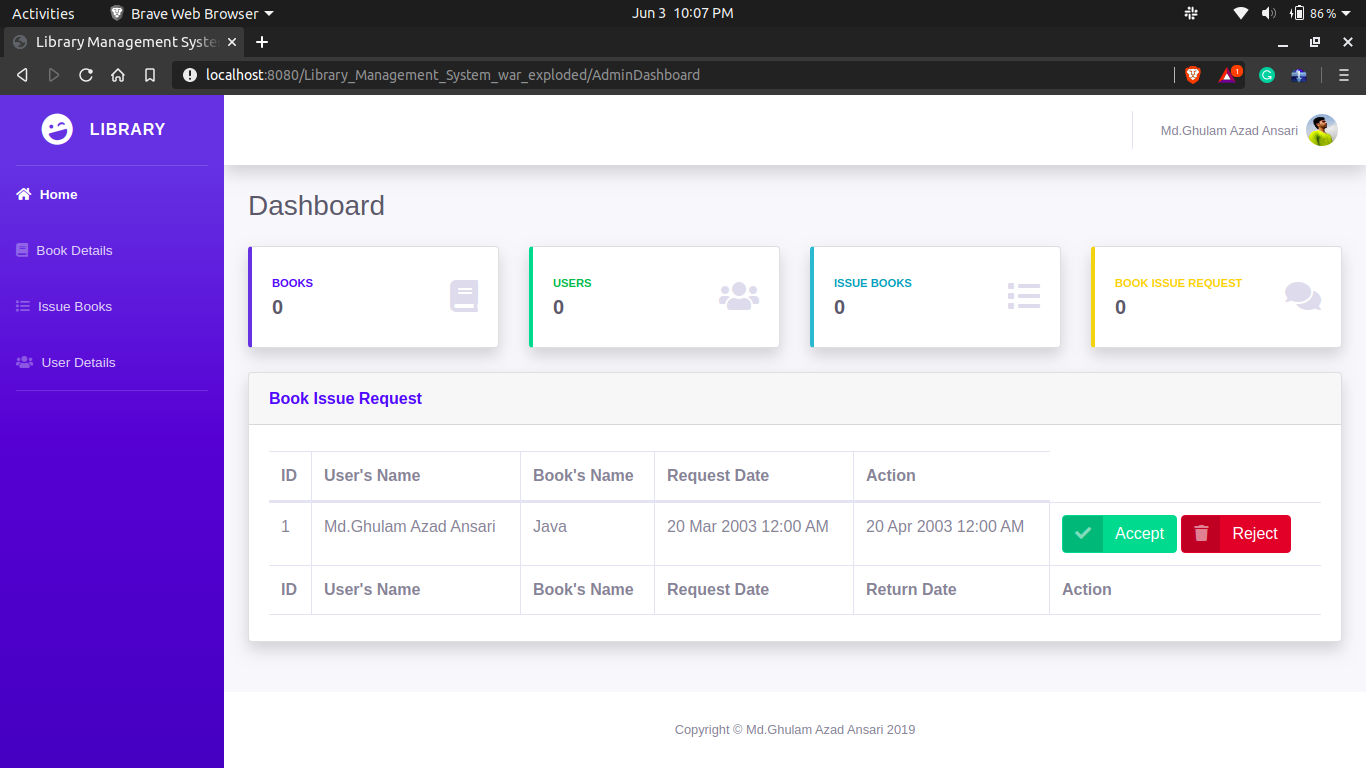 Activities Brave Web Browser Jun 3 10:07 PM 86 %
Library Management Syste
localhost:8080/Library_Management_System_war_exploded/AdminDashboard 1
LIBRARY
Md.Ghulam Azad Ansari
Home
Book Details
Issue Books
User Details
Dashboard
BOOKS USERS ISSUE BOOKS BOOK ISSUE REQUEST
0 0 0 0
Book Issue Request
ID User's Name Book's Name Request Date Action
1 Md.Ghulam Azad Ansari Java 20 Mar 2003 12:00 AM 20 Apr 2003 12:00 AM Accept Reject
ID User's Name Book's Name Request Date Return Date Action
Copyright © Md.Ghulam Azad Ansari 2019